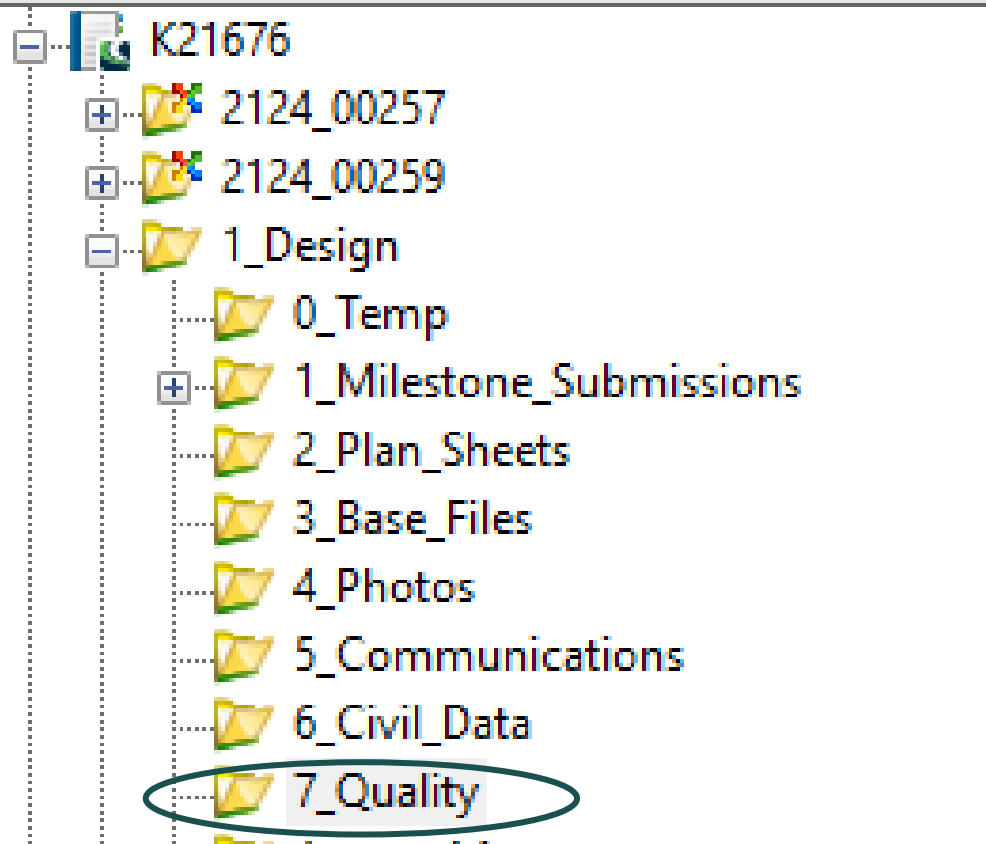 K21676
2124_00257
2124_00259
1_Design
0_Temp
1_Milestone_Submissions
2_Plan_Sheets
3_Base_Files
4_Photos
5_Communications
6_Civil_Data
7_Quality